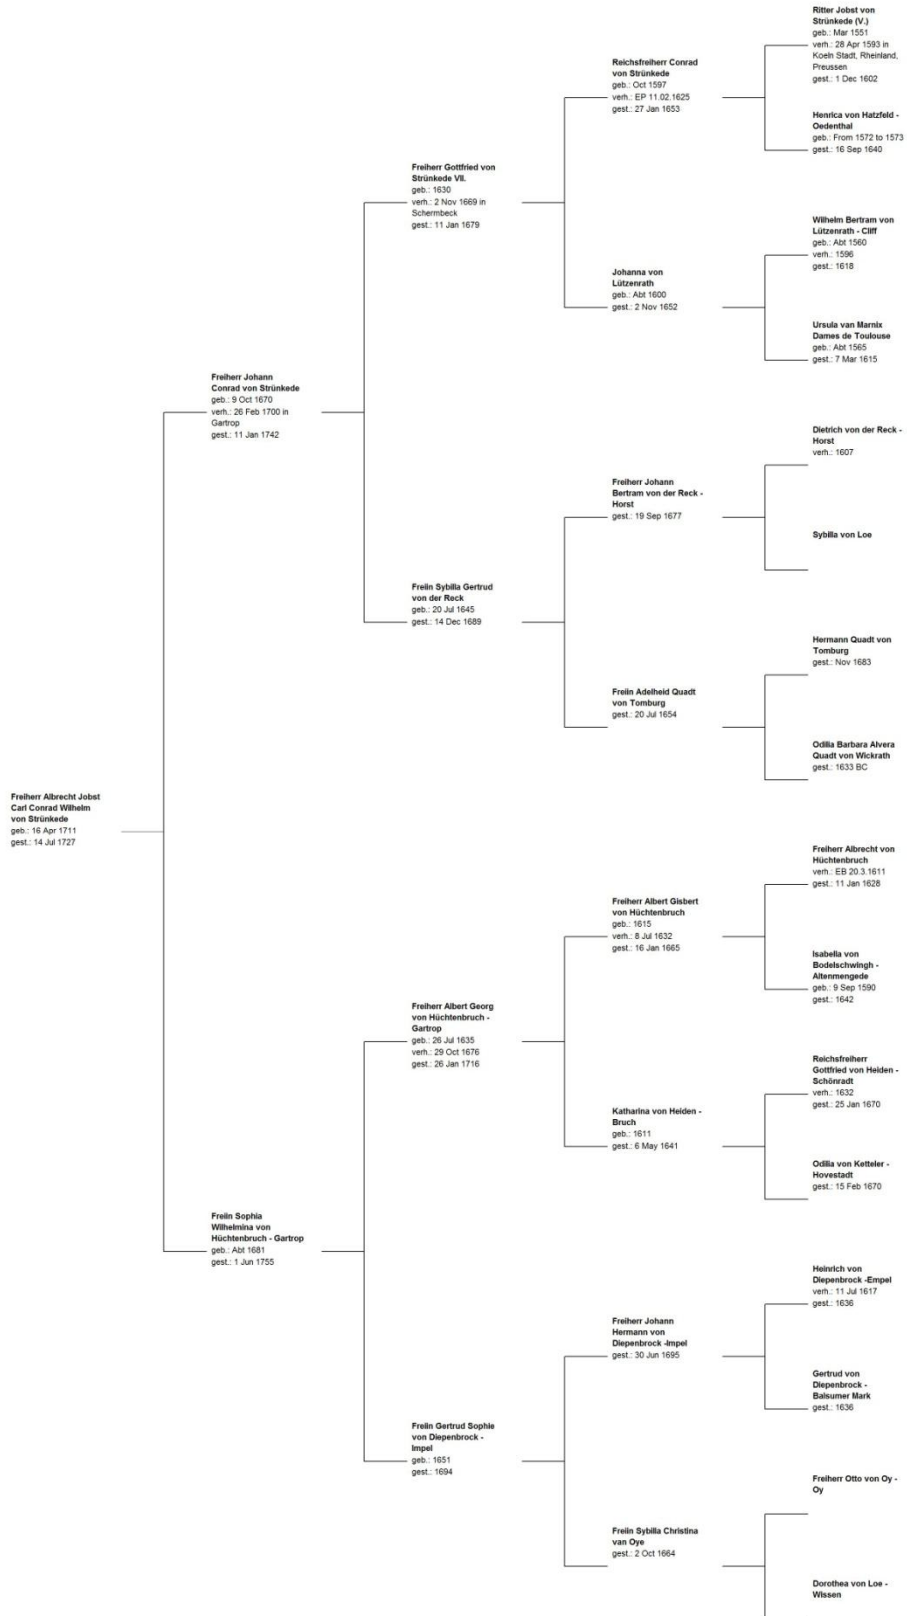 Ritter Jobst von
Strünkede (V.)
geb.: Mar 1551
verh.: 28 Apr 1593 in
Koeln Stadt, Rheinland,
Preussen
gest.: 1 Dec 1602
Reichsfreiherr Conrad
von Strünkede
geb.: Oct 1597
verh.: EP 11.02.1625
gest.: 27 Jan 1653
Henrica von Hatzfeld -
Oedenthal
geb.: From 1572 to 1573
gest.: 16 Sep 1640
Freiherr Gottfried von
Strünkede VII.
geb.: 1630
verh.: 2 Nov 1669 in
Schermbeck
gest.: 11 Jan 1679
Wilhelm Bertram von
Lützenrath - Cliff
geb.: Abt 1560
verh.: 1596
gest.: 1618
Johanna von
Lützenrath
geb.: Abt 1600
gest.: 2 Nov 1652
Ursula van Marnix
Dames de Toulouse
geb.: Abt 1565
gest.: 7 Mar 1615
Freiherr Johann
Conrad von Strünkede
geb.: 9 Oct 1670
verh.: 26 Feb 1700 in
Gartrop
gest.: 11 Jan 1742
Dietrich von der Reck -
Horst
verh.: 1607
Freiherr Johann
Bertram von der Reck -
Horst
gest.: 19 Sep 1677
Sybilla von Loe
Freiin Sybilla Gertrud
von der Reck
geb.: 20 Jul 1645
gest.: 14 Dec 1689
Hermann Quadt von
Tomburg
gest.: Nov 1683
Freiin Adelheid Quadt
von Tomburg
gest.: 20 Jul 1654
Odilia Barbara Alvera
Quadt von Wickrath
gest.: 1633 BC
Freiherr Albrecht Jobst
Carl Conrad Wilhelm
von Strünkede
geb.: 16 Apr 1711
gest.: 14 Jul 1727
Freiherr Albrecht von
Hüchtenbruch
verh.: EB 20.3.1611
gest.: 11 Jan 1628
Freiherr Albert Gisbert
von Hüchtenbruch
geb.: 1615
verh.: 8 Jul 1632
gest.: 16 Jan 1665
Isabella von
Bodelschwingh -
Altenmengede
geb.: 9 Sep 1590
gest.: 1642
Freiherr Albert Georg
von Hüchtenbruch -
Gartrop
geb.: 26 Jul 1635
verh.: 29 Oct 1676
gest.: 26 Jan 1716
Reichsfreiherr
Gottfried von Heiden -
Schönradt
verh.: 1632
gest.: 25 Jan 1670
Katharina von Heiden -
Bruch
geb.: 1611
gest.: 6 May 1641
Odilia von Ketteler -
Hovestadt
gest.: 15 Feb 1670
Freiin Sophia
Wilhelmina von
Hüchtenbruch - Gartrop
geb.: Abt 1681
gest.: 1 Jun 1755
Heinrich von
Diepenbrock -Empel
verh.: 11 Jul 1617
gest.: 1636
Freiherr Johann
Hermann von
Diepenbrock -Impel
gest.: 30 Jun 1695
Gertrud von
Diepenbrock -
Balsumer Mark
gest.: 1636
Freiin Gertrud Sophie
von Diepenbrock -
Impel
geb.: 1651
gest.: 1694
Freiherr Otto von Oy -
Oy
Freiin Sybilla Christina
van Oye
gest.: 2 Oct 1664
Dorothea von Loe -
Wissen